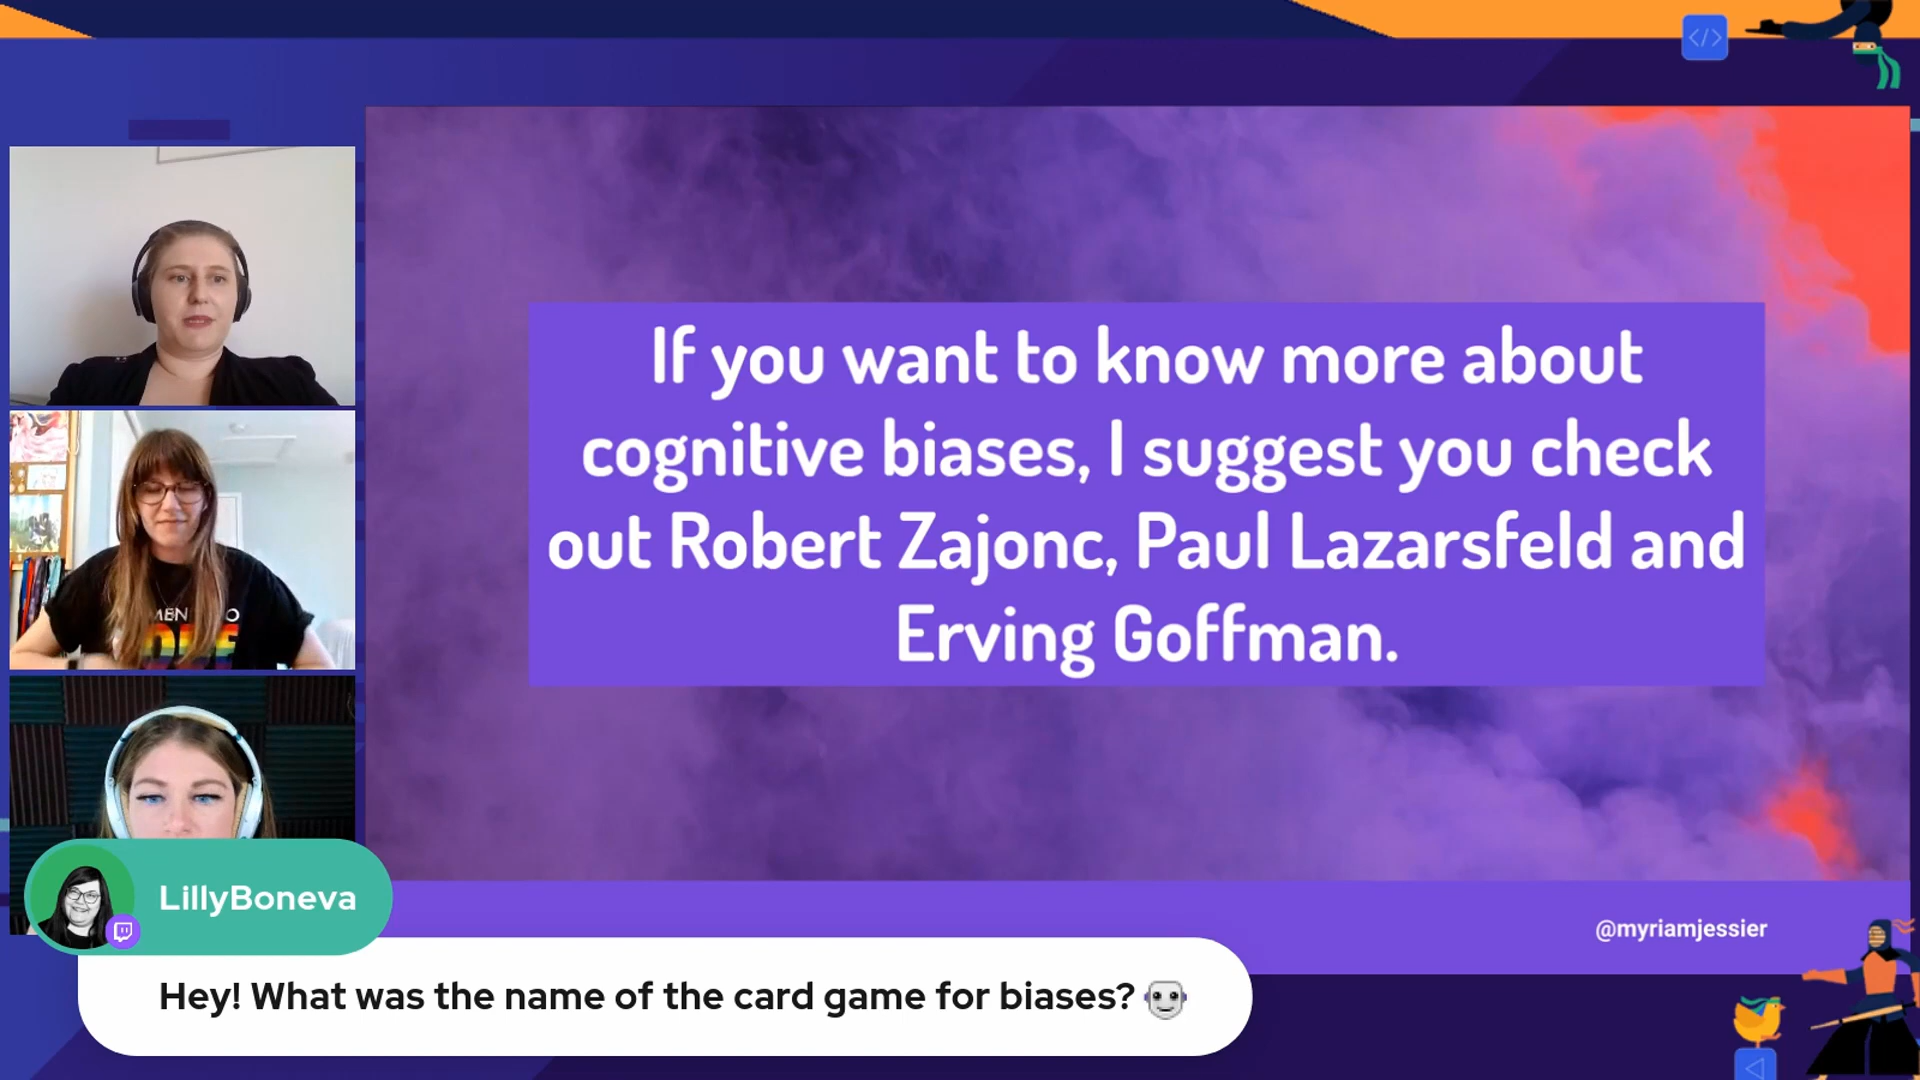 If you want to know more about
cognitive biases, I suggest you check
out Robert Zajonc, Paul Lazarsfeld and
Erving Goffman.
LillyBoneva
@myriamjessier
Hey! What was the name of the card game for biases?